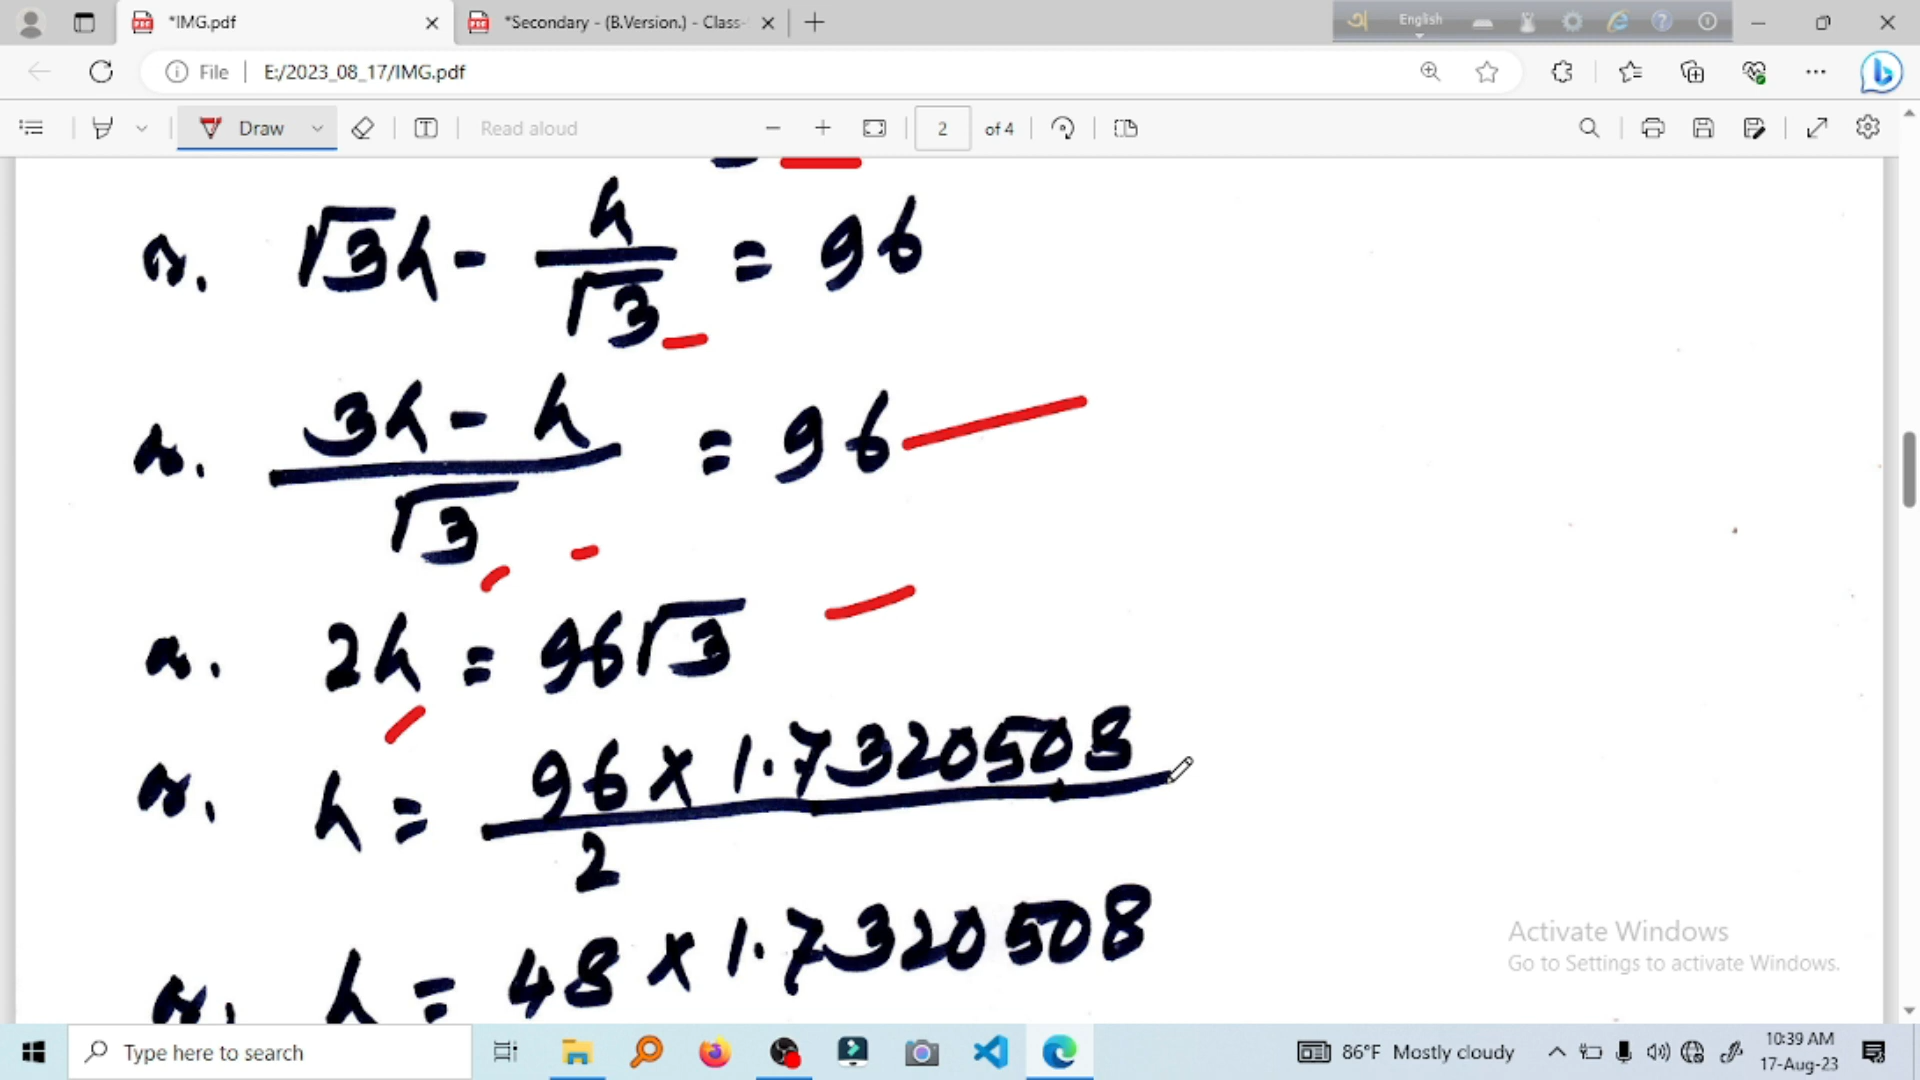 *IMG.pdf
*Secondary - (B.Version.) - Class-
English
File
E:/2023_08_17/IMG.pdf
Draw
Read aloud
2
of 4
√3h - h/√3 = 96
3h - h/√3 = 96
2h = 96√3
h = 96 x 1.7320508/2
h = 48 x 1.7320508
Activate Windows
Go to Settings to activate Windows.
Type here to search
86°F Mostly cloudy
10:39 AM
17-Aug-23